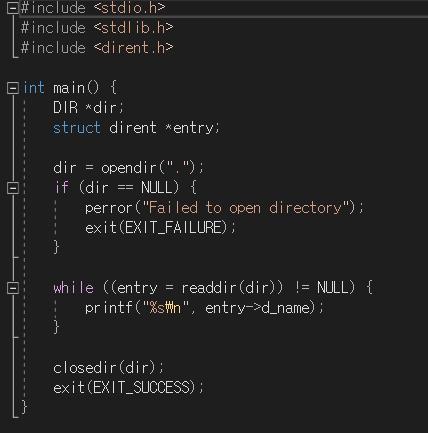 #include <stdio.h>
#include <stdlib.h>
#include <dirent.h>
int main() {
DIR *dir;
struct dirent *entry;
dir = opendir(".");
if (dir == NULL) {
perror("Failed to open directory");
exit(EXIT_FAILURE);
}
while ((entry = readdir(dir)) != NULL) {
printf("%s₩n", entry->d_name);
}
closedir(dir);
exit(EXIT_SUCCESS);
}